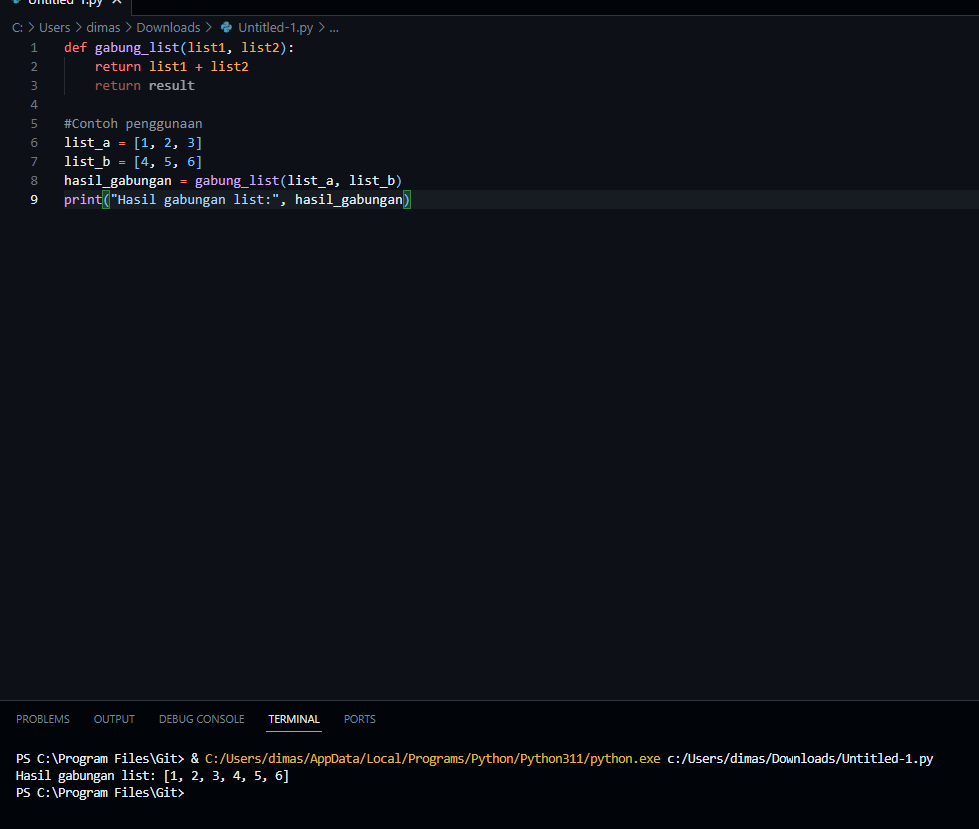 Untitled-1.py
C: > Users > dimas > Downloads > Untitled-1.py > ...
1 def gabung_list(list1, list2):
2     return list1 + list2
3     return result
4
5 #Contoh penggunaan
6 list_a = [1, 2, 3]
7 list_b = [4, 5, 6]
8 hasil_gabungan = gabung_list(list_a, list_b)
9 print("Hasil gabungan list:", hasil_gabungan)
PROBLEMS OUTPUT DEBUG CONSOLE TERMINAL PORTS
PS C:\Program Files\Git> & C:/Users/dimas/AppData/Local/Programs/Python/Python311/python.exe c:/Users/dimas/Downloads/Untitled-1.py
Hasil gabungan list: [1, 2, 3, 4, 5, 6]
PS C:\Program Files\Git>